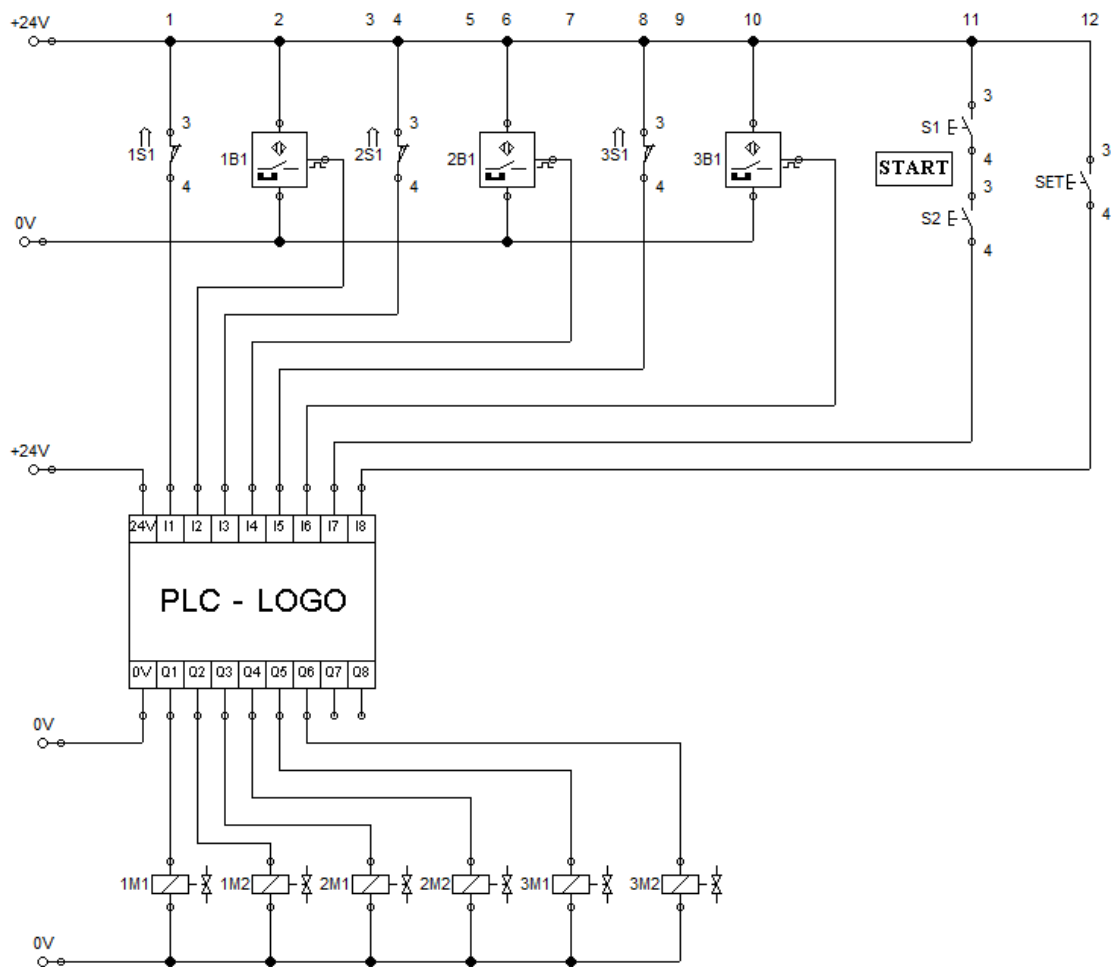 1 2 3 4 5 6 7 8 9 10 11 12
+24V
3 3 3 3
S1
1S1 1B1 2S1 2B1 3S1 3B1
4
START
3
3
SET
4 4 4
4
S2
4
0V
+24V
24V I1 I2 I3 I4 I5 I6 I7 I8
PLC - LOGO
0V Q1 Q2 Q3 Q4 Q5 Q6 Q7 Q8
0V
1M1 1M2 2M1 2M2 3M1 3M2
0V